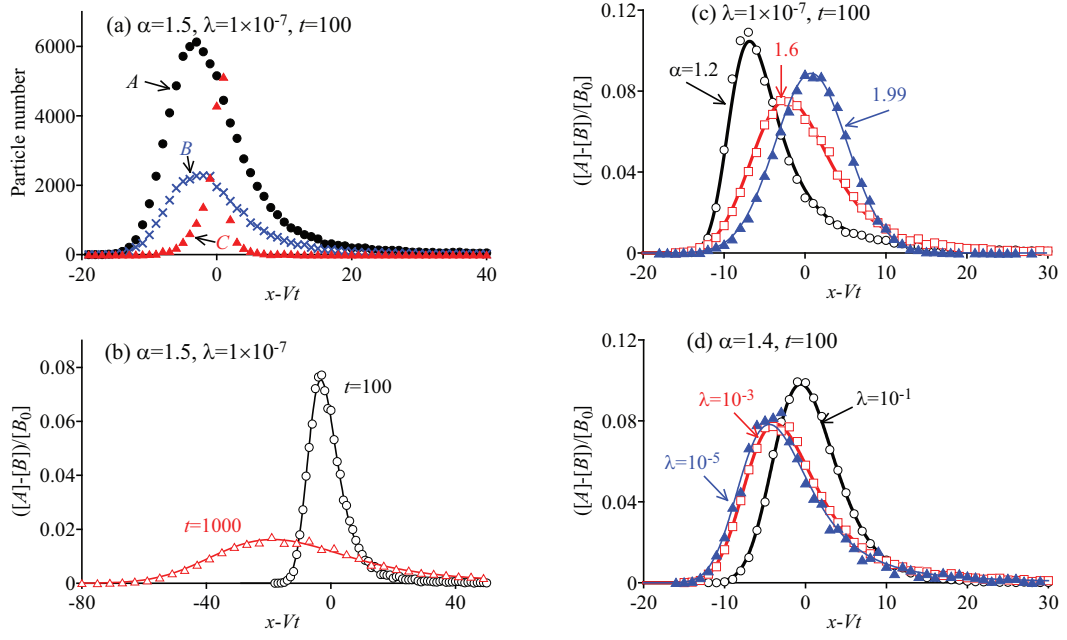 (a) α=1.5, λ=1×10⁻⁷, t=100
Particle number
6000
4000
2000
0
A
B
C
-20
0
20
40
x-Vt
(b) α=1.5, λ=1×10⁻⁷
([A]-[B])/[B₀]
0.08
0.06
0.04
0.02
0
t=100
t=1000
-80
-40
0
40
x-Vt
(c) λ=1×10⁻⁷, t=100
([A]-[B])/[B₀]
0.12
0.08
0.04
0
α=1.2
1.6
1.99
-20
-10
0
10
20
30
x-Vt
(d) α=1.4, t=100
([A]-[B])/[B₀]
0.12
0.08
0.04
0
λ=10⁻³
λ=10⁻¹
λ=10⁻⁵
-20
-10
0
10
20
30
x-Vt